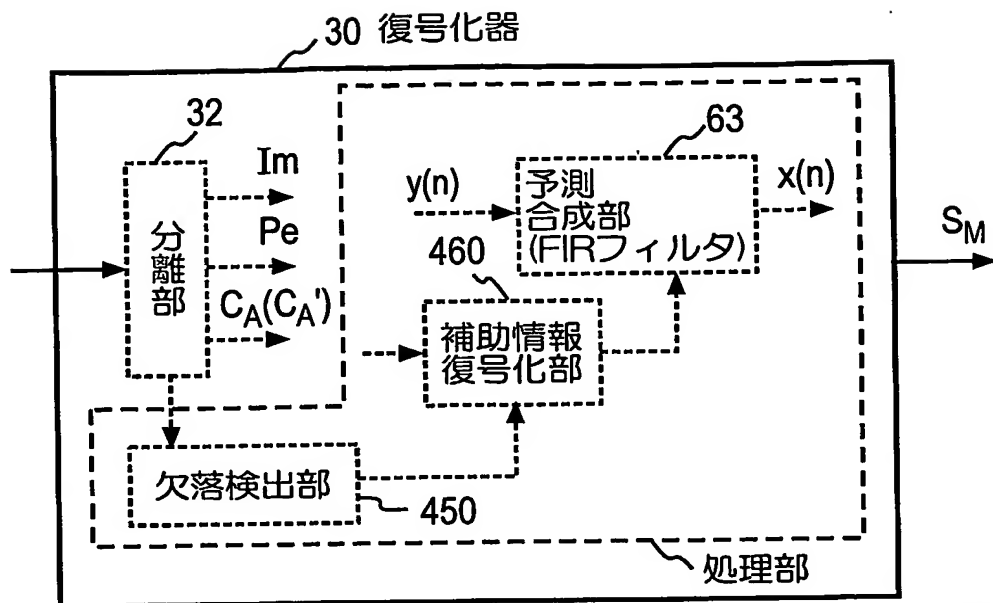 30 復号化器
32
63
Im
y(n)
予測
合成部
(FIRフィルタ)
x(n)
Pe
分離部
S_M
460
C_A(C_A')
補助情報
復号化部
欠落検出部
450
処理部